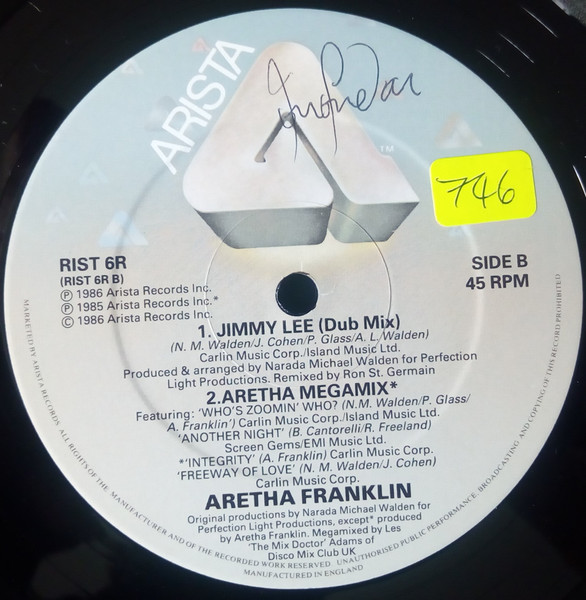 ARISTA
TM
746
RIST 6R
(RIST 6R B)
Ⓟ 1986 Arista Records Inc.
Ⓟ 1985 Arista Records Inc.*
© 1986 Arista Records Inc.
SIDE B
45 RPM
1. JIMMY LEE (Dub Mix)
(N. M. Walden/J. Cohen/P. Glass/A. L. Walden)
Carlin Music Corp./Island Music Ltd.
Produced & arranged by Narada Michael Walden for Perfection
Light Productions. Remixed by Ron St. Germain
2.ARETHA MEGAMIX*
Featuring: 'WHO'S ZOOMIN' WHO? (N. M. Walden/P. Glass/
A. Franklin') Carlin Music Corp./Island Music Ltd.
'ANOTHER NIGHT' (B. Cantorelli/R. Freeland)
Screen Gems/EMI Music Ltd.
*'INTEGRITY' (A. Franklin) Carlin Music Corp.
'FREEWAY OF LOVE' (N. M. Walden/J. Cohen)
Carlin Music Corp.
ARETHA FRANKLIN
Original productions by Narada Michael Walden for
Perfection Light Productions, except* produced
by Aretha Franklin. Megamixed by Les
'The Mix Doctor' Adams of
Disco Mix Club UK
MARKETED BY ARISTA RECORDS. ALL RIGHTS OF THE MANUFACTURER AND OF THE RECORDED WORK RESERVED. UNAUTHORISED PUBLIC PERFORMANCE, BROADCASTING AND COPYING OF THIS RECORD PROHIBITED
MANUFACTURED IN ENGLAND